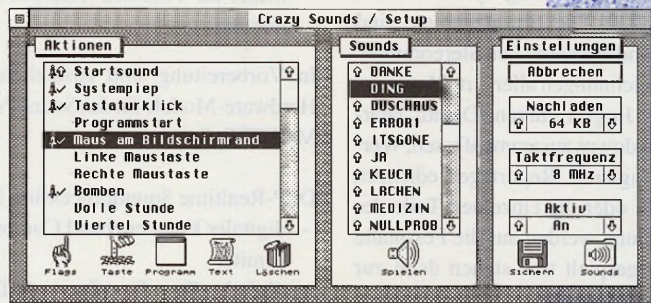 Crazy Sounds / Setup
Aktionen
Startsound
Systempiep
Tastaturklick
Programmstart
Maus am Bildschirmrand
Linke Maustaste
Rechte Maustaste
Bomben
Volle Stunde
Viertel Stunde
Flags
Taste
Programm
Text
Löschen
Sounds
DANKE
DING
DUSCHAUS
ERROR1
ITSGONE
JA
KEUCH
LACHEN
MEDIZIN
NULLPROB
Spielen
Einstellungen
Abbrechen
Nachladen
64 KB
Taktfrequenz
8 MHz
Aktiv
An
Sichern
Sounds